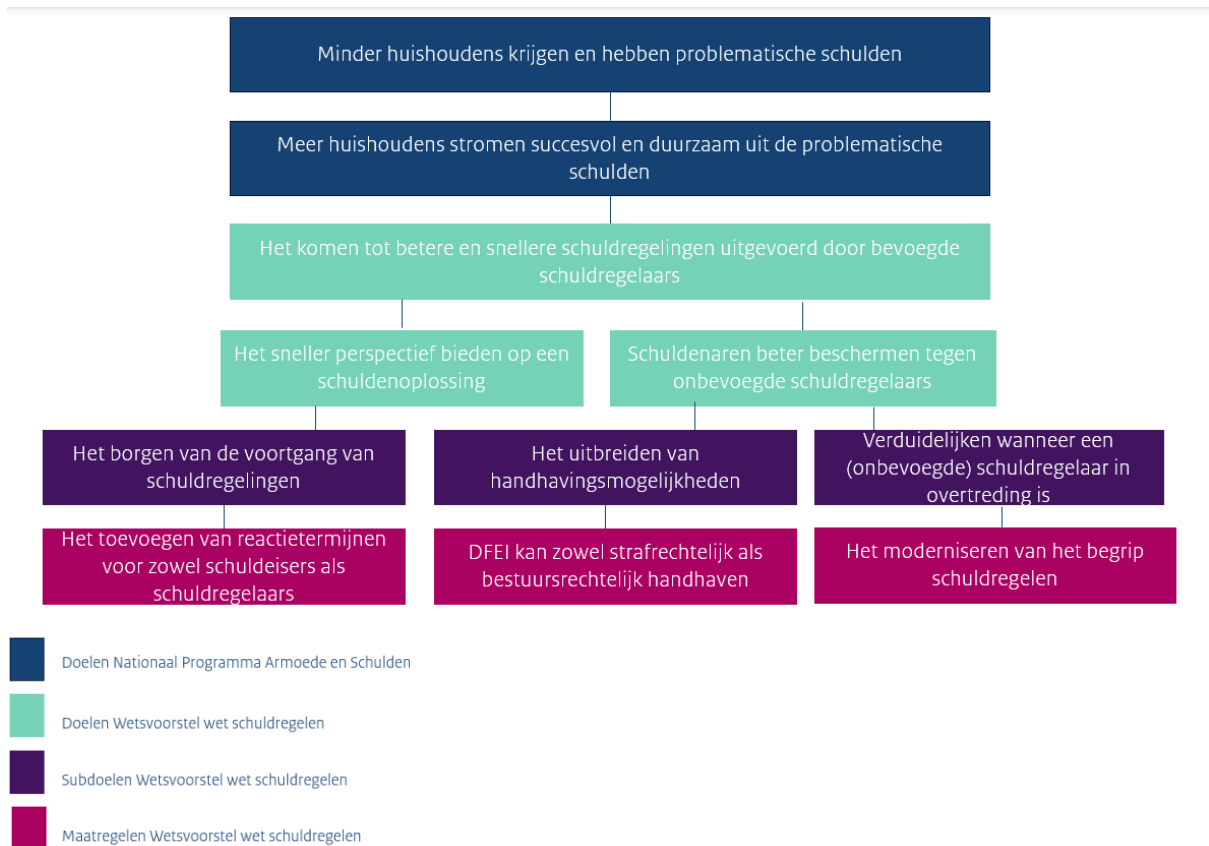 Minder huishoudens krijgen en hebben problematische schulden
Meer huishoudens stromen succesvol en duurzaam uit de problematische
schulden
Het komen tot betere en snellere schuldregelingen uitgevoerd door bevoegde
schuldregelaars
Het sneller perspectief bieden op een
schuldenoplossing
Schuldenaren beter beschermen tegen
onbevoegde schuldregelaars
Het borgen van de voortgang van
schuldregelingen
Het uitbreiden van
handhavingsmogelijkheden
Verduidelijken wanneer een
(onbevoegde) schuldregelaar in
overtreding is
Het toevoegen van reactietermijnen
voor zowel schuldeisers als
schuldregelaars
DFEI kan zowel strafrechtelijk als
bestuursrechtelijk handhaven
Het moderniseren van het begrip
schuldregelen
Doelen Nationaal Programma Armoede en Schulden
Doelen Wetsvoorstel wet schuldregelen
Subdoelen Wetsvoorstel wet schuldregelen
Maatregelen Wetsvoorstel wet schuldregelen